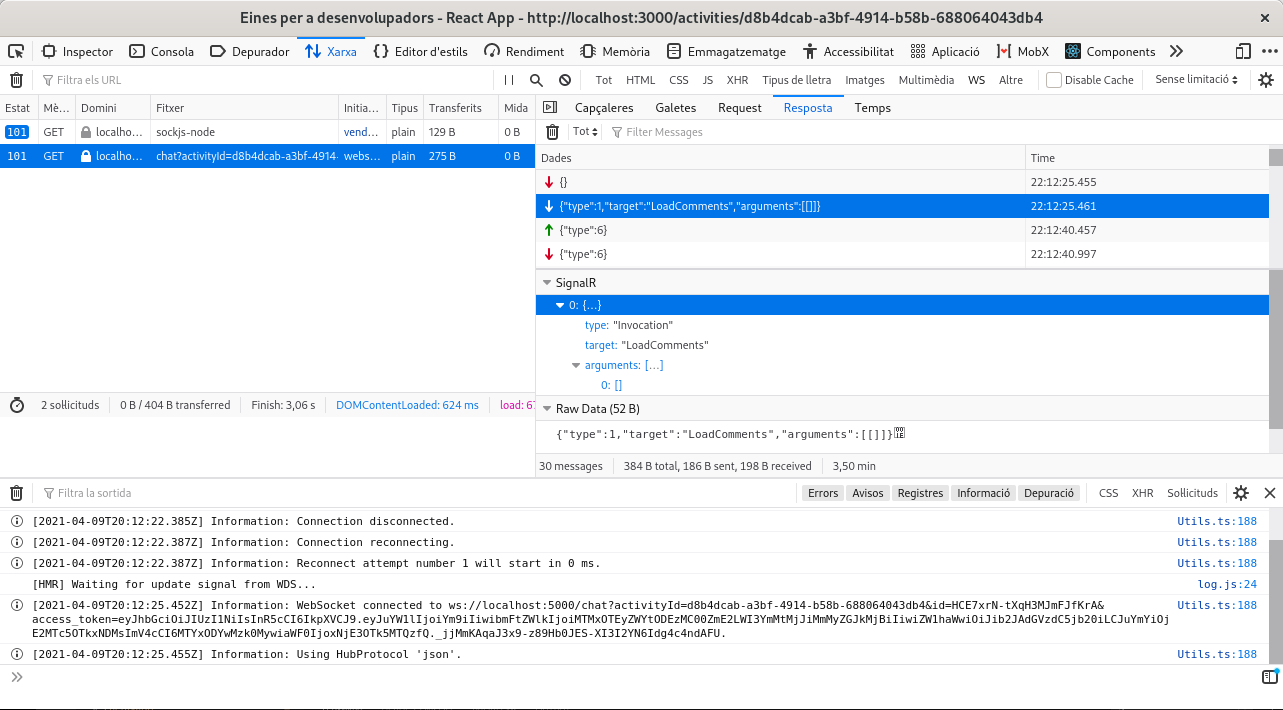 Eines per a desenvolupadors - React App - http://localhost:3000/activities/d8b4dcab-a3bf-4914-b58b-688064043db4
Inspector Consola Depurador Xarxa Editor d'estils Rendiment Memòria Emmagatzematge Accessibilitat Aplicació MobX Components
Filtra els URL Tot HTML CSS JS XHR Tipus de lletra Imatges Multimèdia WS Altre Disable Cache Sense limitació
Estat Mè… Domini Fitxer Initia… Tipus Transferits Mida
101 GET localho… sockjs-node vend… plain 129 B 0 B
101 GET localho… chat?activityId=d8b4dcab-a3bf-4914- webs… plain 275 B 0 B
2 sol·licituds 0 B / 404 B transferred Finish: 3,06 s DOMContentLoaded: 624 ms load: 6
Capçaleres Galetes Request Resposta Temps
Tot Filter Messages
Dades Time
{} 22:12:25.455
{"type":1,"target":"LoadComments","arguments":[[]]} 22:12:25.461
{"type":6} 22:12:40.457
{"type":6} 22:12:40.997
SignalR
0: {…}
type: "Invocation"
target: "LoadComments"
arguments: […]
0: []
Raw Data (52 B)
{"type":1,"target":"LoadComments","arguments":[[]]}
30 messages 384 B total, 186 B sent, 198 B received 3,50 min
Filtra la sortida Errors Avisos Registres Informació Depuració CSS XHR Sol·licituds
[2021-04-09T20:12:22.385Z] Information: Connection disconnected. Utils.ts:188
[2021-04-09T20:12:22.387Z] Information: Connection reconnecting. Utils.ts:188
[2021-04-09T20:12:22.387Z] Information: Reconnect attempt number 1 will start in 0 ms. Utils.ts:188
[HMR] Waiting for update signal from WDS... log.js:24
[2021-04-09T20:12:25.452Z] Information: WebSocket connected to ws://localhost:5000/chat?activityId=d8b4dcab-a3bf-4914-b58b-688064043db4&id=HCE7xrN-tXqH3MJmFJfKrA& Utils.ts:188
access_token=eyJhbGciOiJIUzI1NiIsInR5cCI6IkpXVCJ9.eyJuYW1lIjoiYm9iIiwibmFtZWlkIjoiMTMxOTEyZWYtODEzMC00ZmE2LWI3YmMtMjJiMmMyZGJkMjBiIiwiZW1haWwiOiJib2JAdGVzdC5jb20iLCJuYmYiOj
E2MTc5OTkxNDMsImV4cCI6MTYxODYwMzk0MywiaWF0IjoxNjE3OTk5MTQzfQ._jjMmKAqaJ3x9-z89Hb0JES-XI3I2YN6Idg4c4ndAFU.
[2021-04-09T20:12:25.455Z] Information: Using HubProtocol 'json'. Utils.ts:188